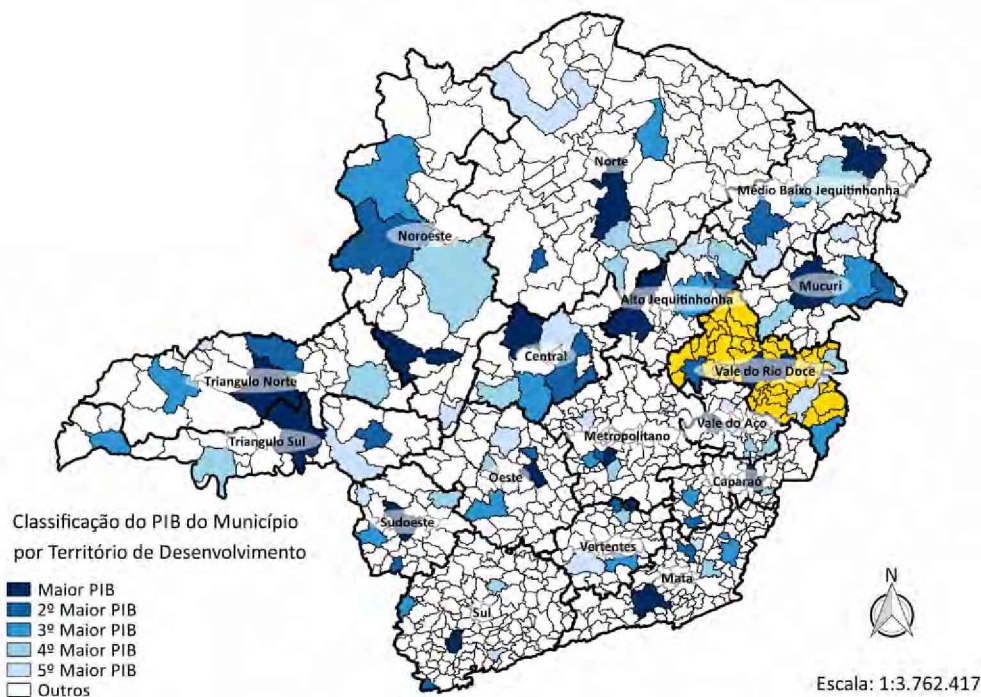 Norte
Médio Baixo Jequitinhonha
Noroeste
Mucuri
Alto Jequitinhonha
Central
Vale do Rio Doce
Triangulo Norte
Triangulo Sul
Vale do Aço
Metropolitano
Oeste
Caparaó
Sudoeste
Vertentes
Mata
Sul
Classificação do PIB do Município
por Território de Desenvolvimento
Maior PIB
2º Maior PIB
3º Maior PIB
4º Maior PIB
5º Maior PIB
Outros
N
Escala: 1:3.762.417